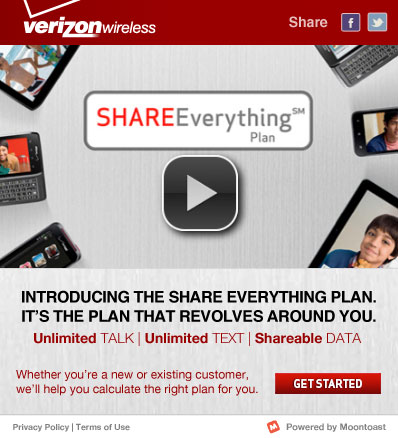 verizonwireless
Share
SHAREEverything℠
Plan
INTRODUCING THE SHARE EVERYTHING PLAN.
IT'S THE PLAN THAT REVOLVES AROUND YOU.
Unlimited TALK | Unlimited TEXT | Shareable DATA
Whether you're a new or existing customer,
we'll help you calculate the right plan for you.
GET STARTED
Privacy Policy | Terms of Use
Powered by Moontoast